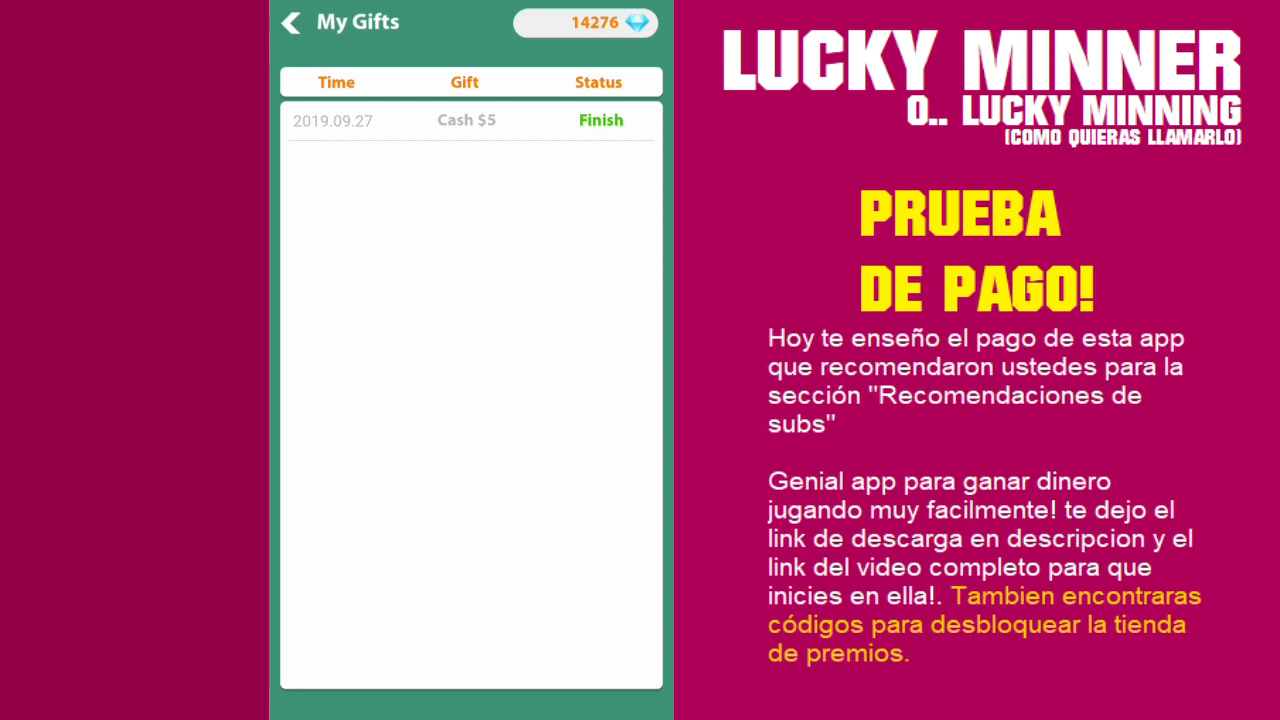 My Gifts
14276
Time Gift Status
2019.09.27 Cash $5 Finish
LUCKY MINNER
O.. LUCKY MINNING
(COMO QUIERAS LLAMARLO)
PRUEBA
DE PAGO!
Hoy te enseño el pago de esta app
que recomendaron ustedes para la
sección "Recomendaciones de
subs"
Genial app para ganar dinero
jugando muy facilmente! te dejo el
link de descarga en descripcion y el
link del video completo para que
inicies en ella!. Tambien encontraras
códigos para desbloquear la tienda
de premios.